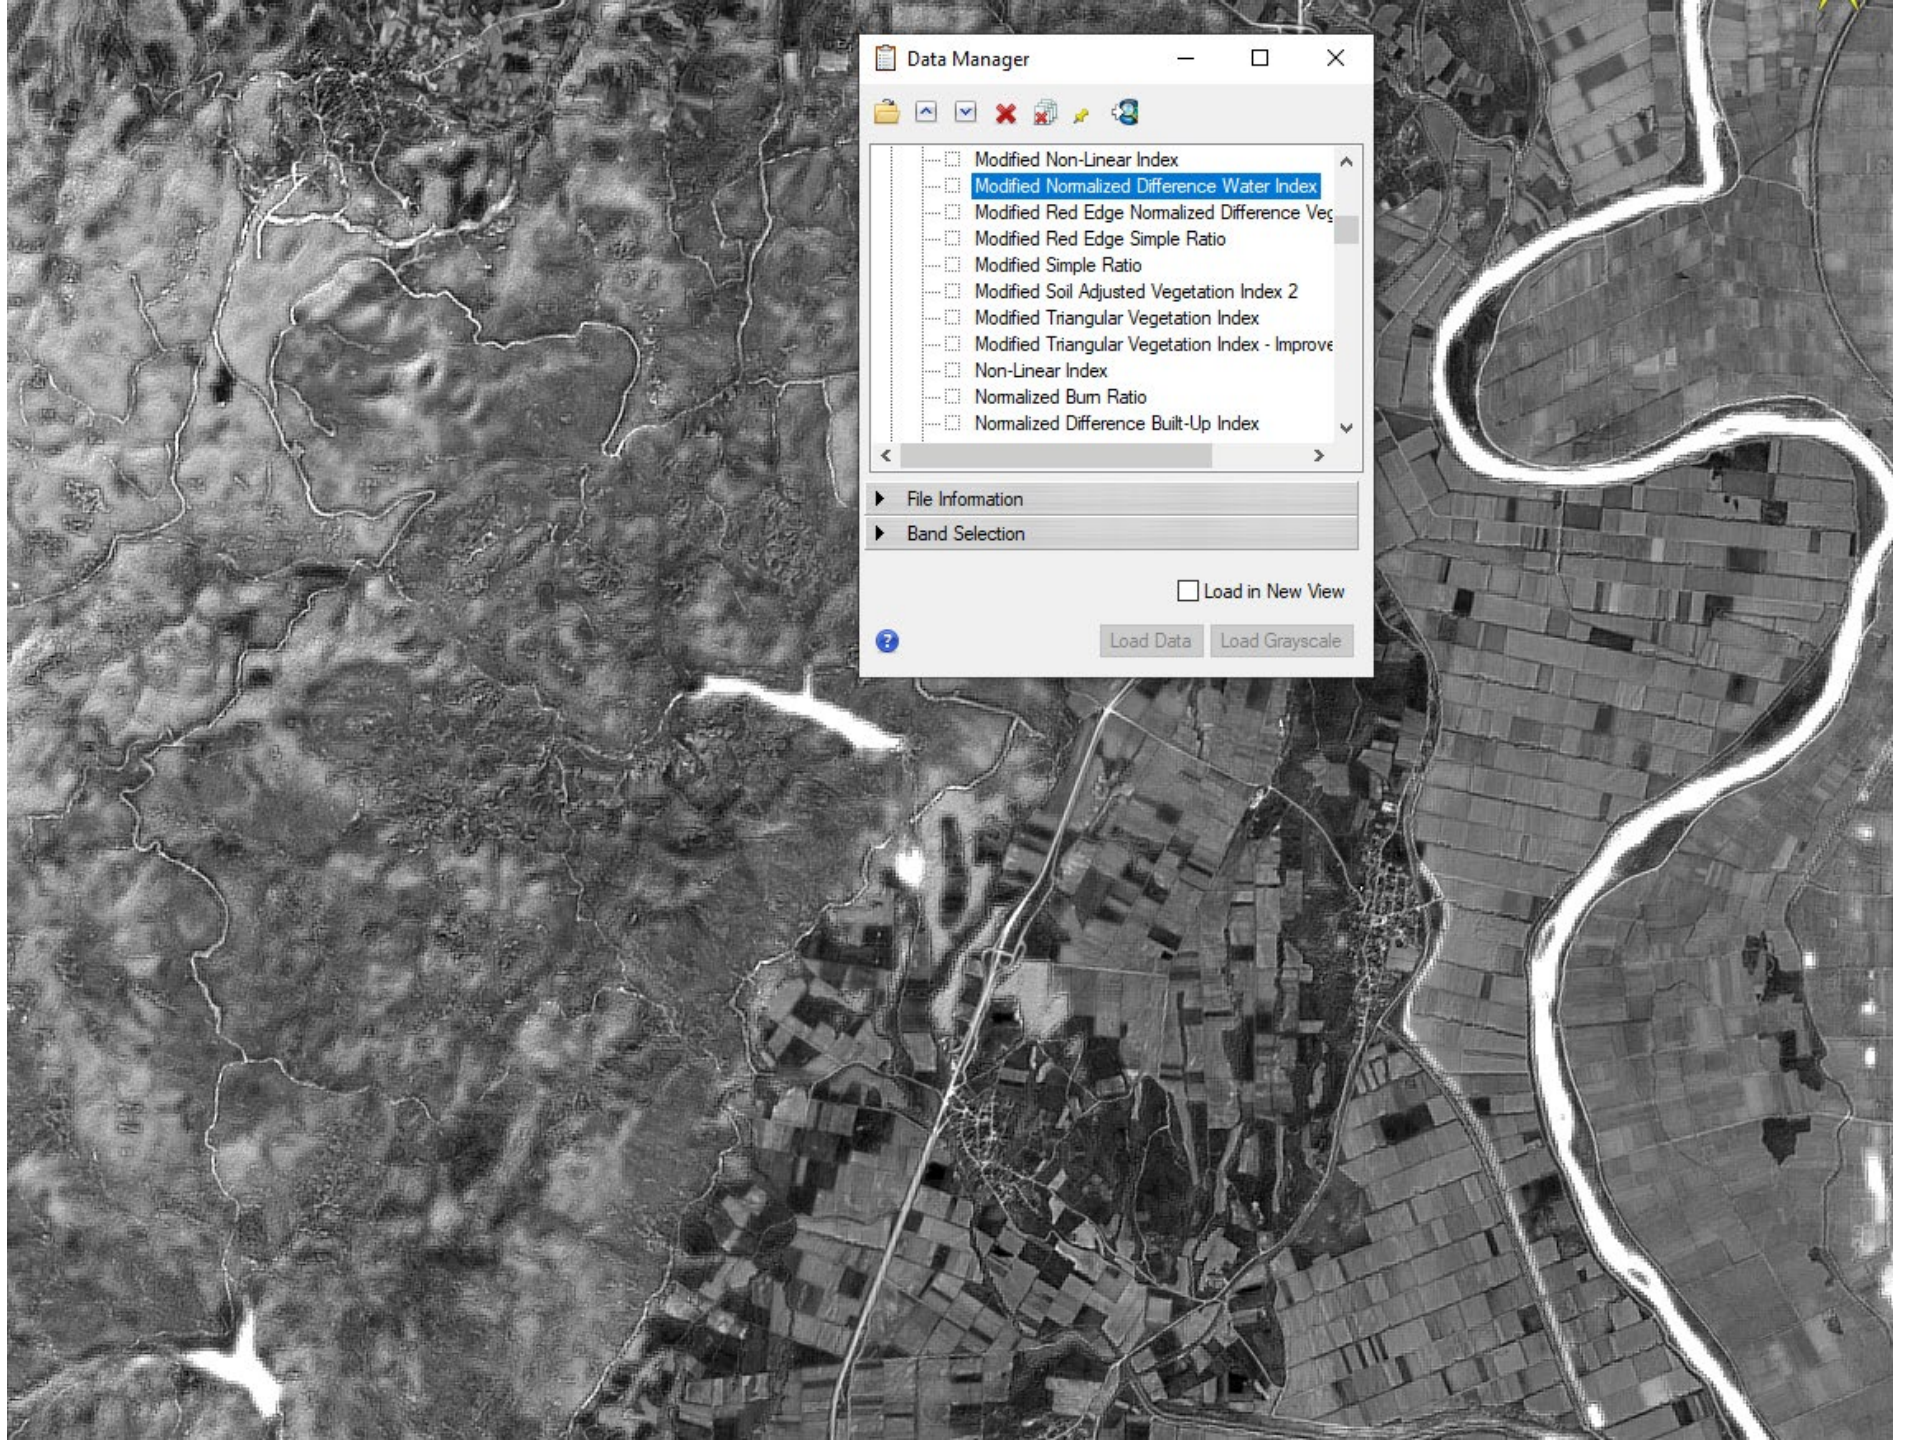 Data Manager
Modified Non-Linear Index
Modified Normalized Difference Water Index
Modified Red Edge Normalized Difference Veg
Modified Red Edge Simple Ratio
Modified Simple Ratio
Modified Soil Adjusted Vegetation Index 2
Modified Triangular Vegetation Index
Modified Triangular Vegetation Index - Improve
Non-Linear Index
Normalized Burn Ratio
Normalized Difference Built-Up Index
File Information
Band Selection
Load in New View
Load Data
Load Grayscale